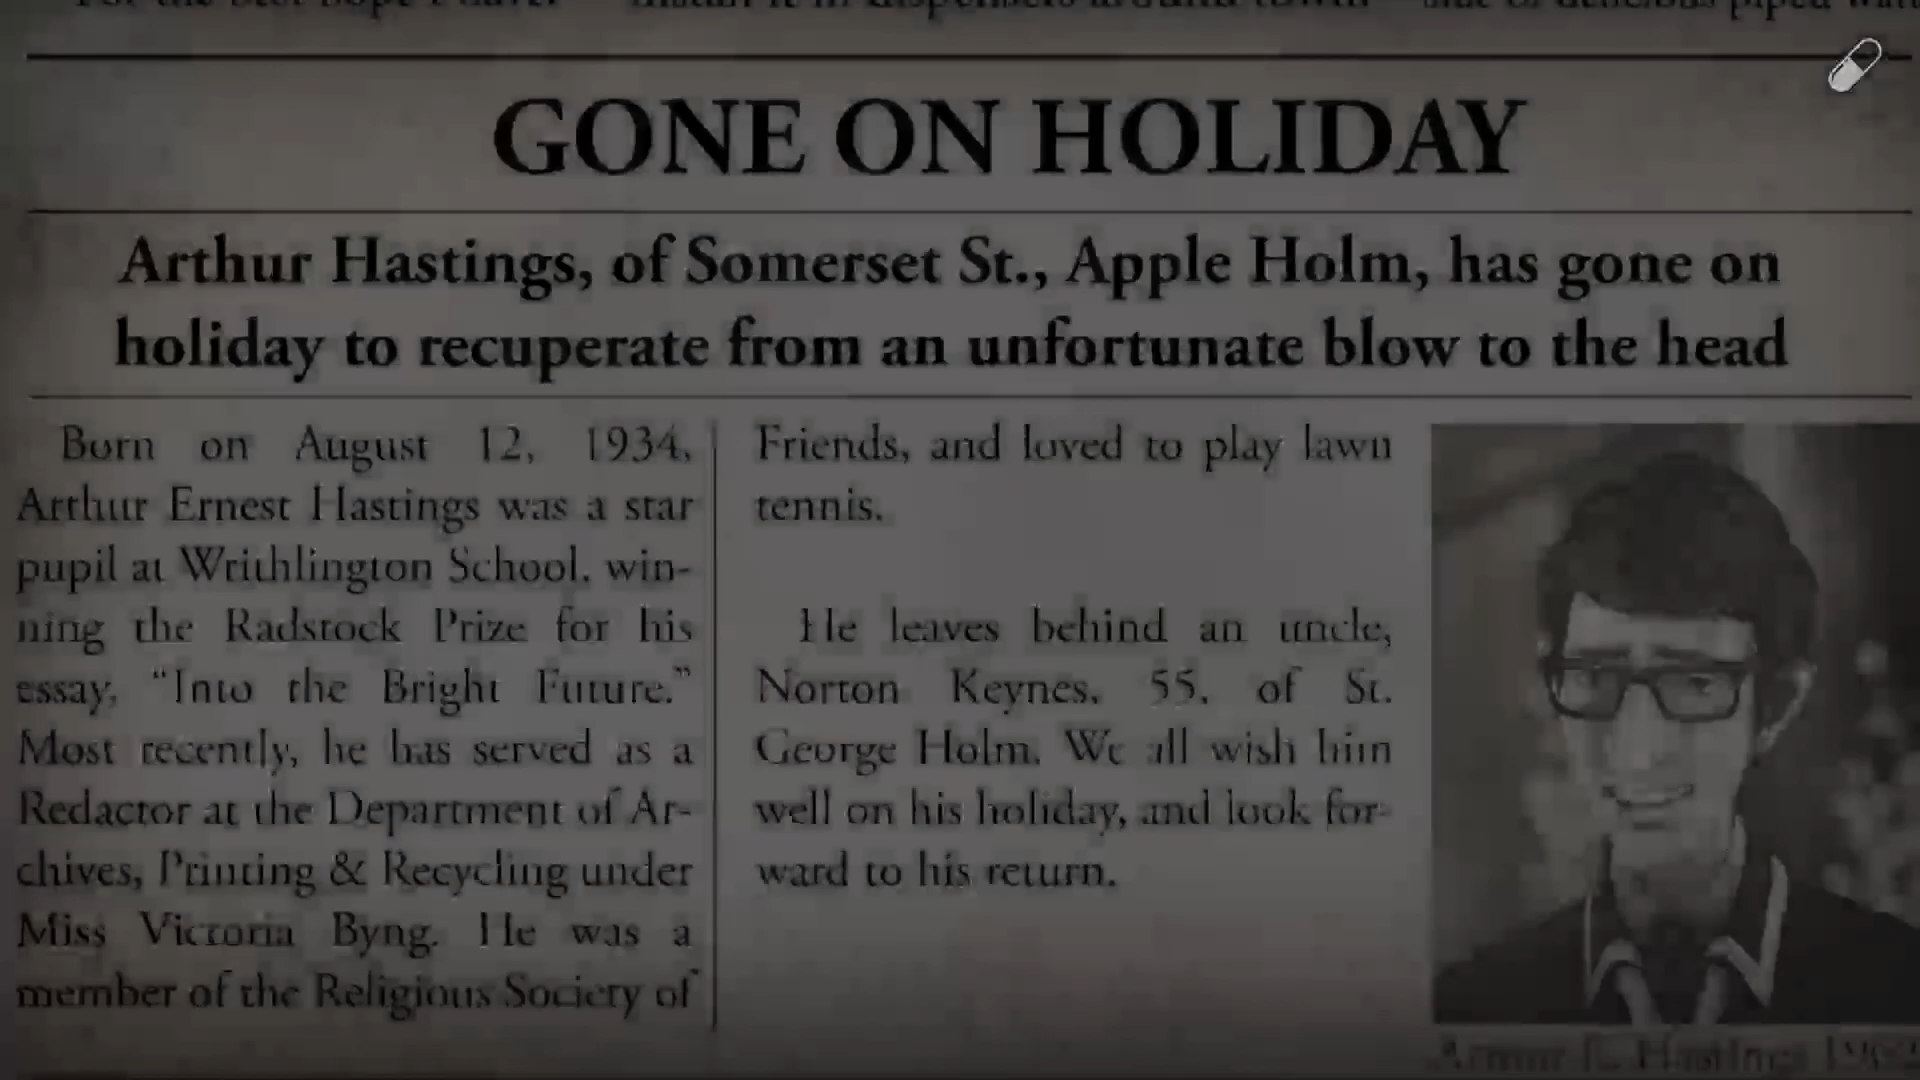 GONE ON HOLIDAY
Arthur Hastings, of Somerset St., Apple Holm, has gone on
holiday to recuperate from an unfortunate blow to the head
Born on August 12, 1934,
Arthur Ernest Hastings was a star
pupil at Writhlington School, win-
ning the Radstock Prize for his
essay, “Into the Bright Future.”
Most recently, he has served as a
Redactor at the Department of Ar-
chives, Printing & Recycling under
Miss Victoria Byng. He was a
member of the Religious Society of
Friends, and loved to play lawn
tennis.
He leaves behind an uncle,
Norton Keynes, 55, of St.
George Holm. We all wish him
well on his holiday, and look for-
ward to his return.
Arthur E. Hastings